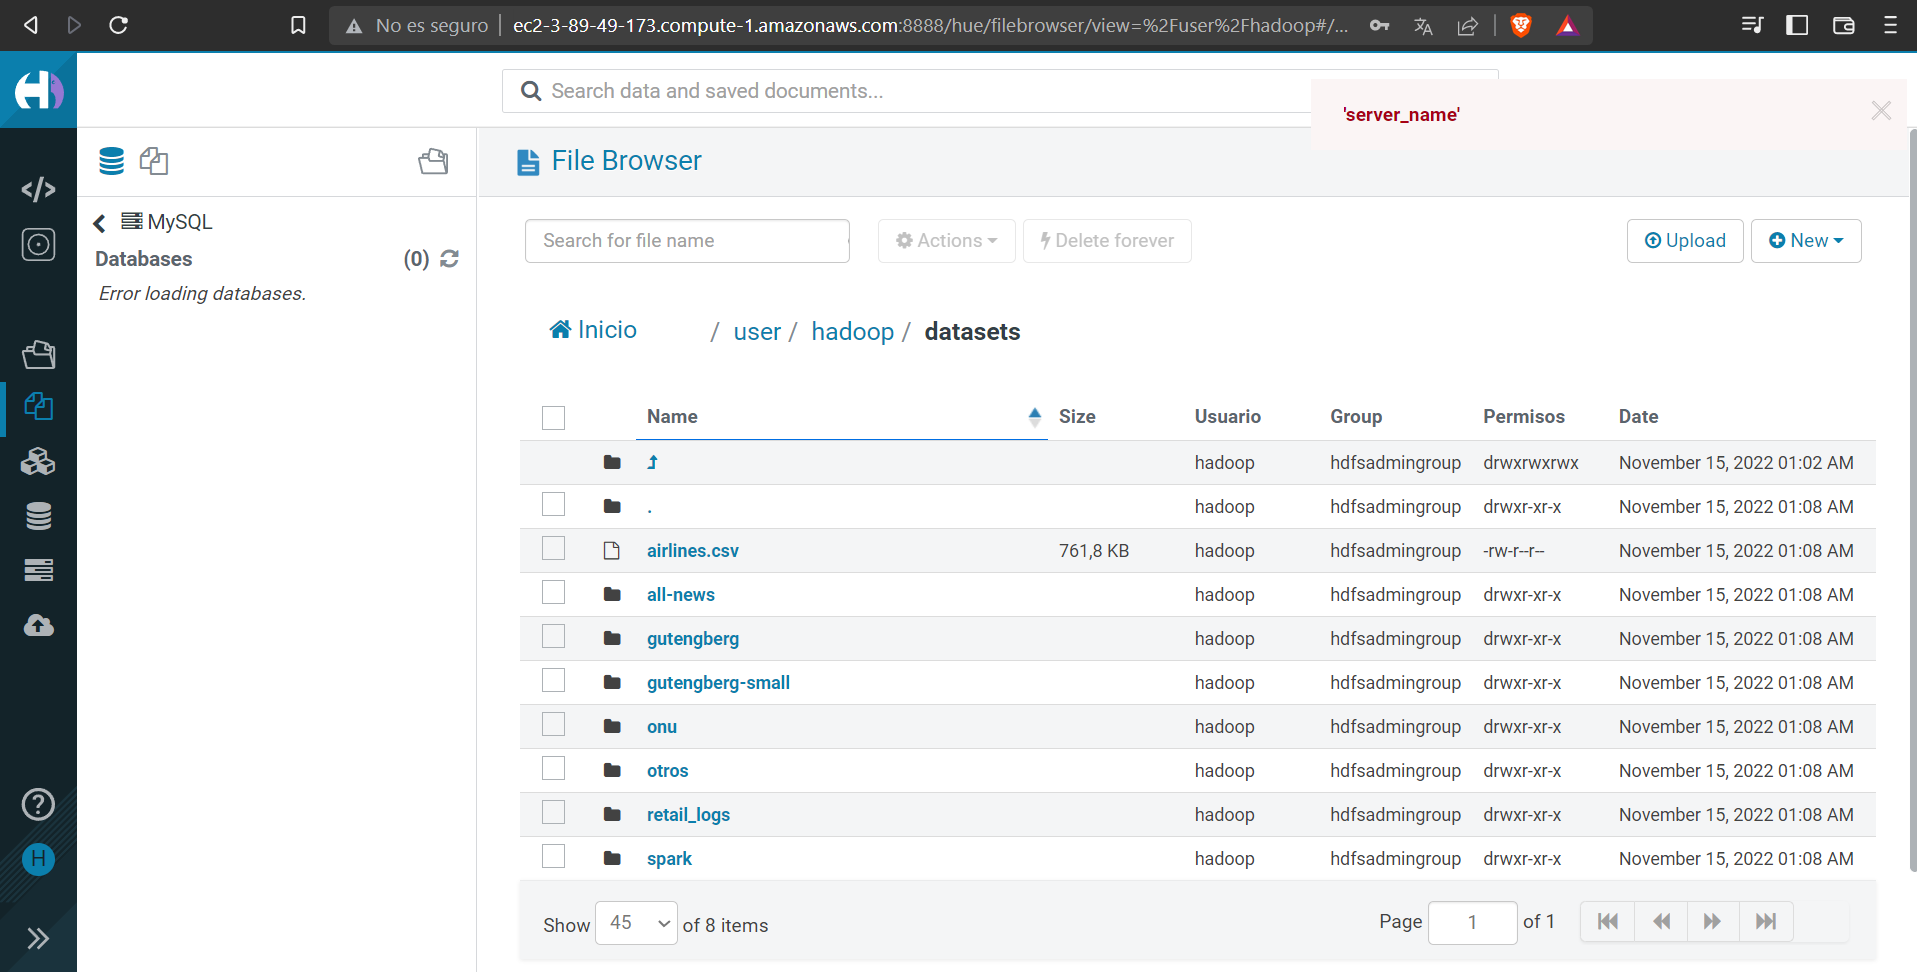 No es seguro ec2-3-89-49-173.compute-1.amazonaws.com:8888/hue/filebrowser/view=%2Fuser%2Fhadoop#/...
Search data and saved documents...
'server_name'
File Browser
MySQL
Databases (0)
Error loading databases.
Search for file name Actions Delete forever Upload New
Inicio / user / hadoop / datasets
Name Size Usuario Group Permisos Date
hadoop hdfsadmingroup drwxrwxrwx November 15, 2022 01:02 AM
. hadoop hdfsadmingroup drwxr-xr-x November 15, 2022 01:08 AM
airlines.csv 761,8 KB hadoop hdfsadmingroup -rw-r--r-- November 15, 2022 01:08 AM
all-news hadoop hdfsadmingroup drwxr-xr-x November 15, 2022 01:08 AM
gutengberg hadoop hdfsadmingroup drwxr-xr-x November 15, 2022 01:08 AM
gutengberg-small hadoop hdfsadmingroup drwxr-xr-x November 15, 2022 01:08 AM
onu hadoop hdfsadmingroup drwxr-xr-x November 15, 2022 01:08 AM
otros hadoop hdfsadmingroup drwxr-xr-x November 15, 2022 01:08 AM
retail_logs hadoop hdfsadmingroup drwxr-xr-x November 15, 2022 01:08 AM
spark hadoop hdfsadmingroup drwxr-xr-x November 15, 2022 01:08 AM
H
Show 45 of 8 items Page 1 of 1